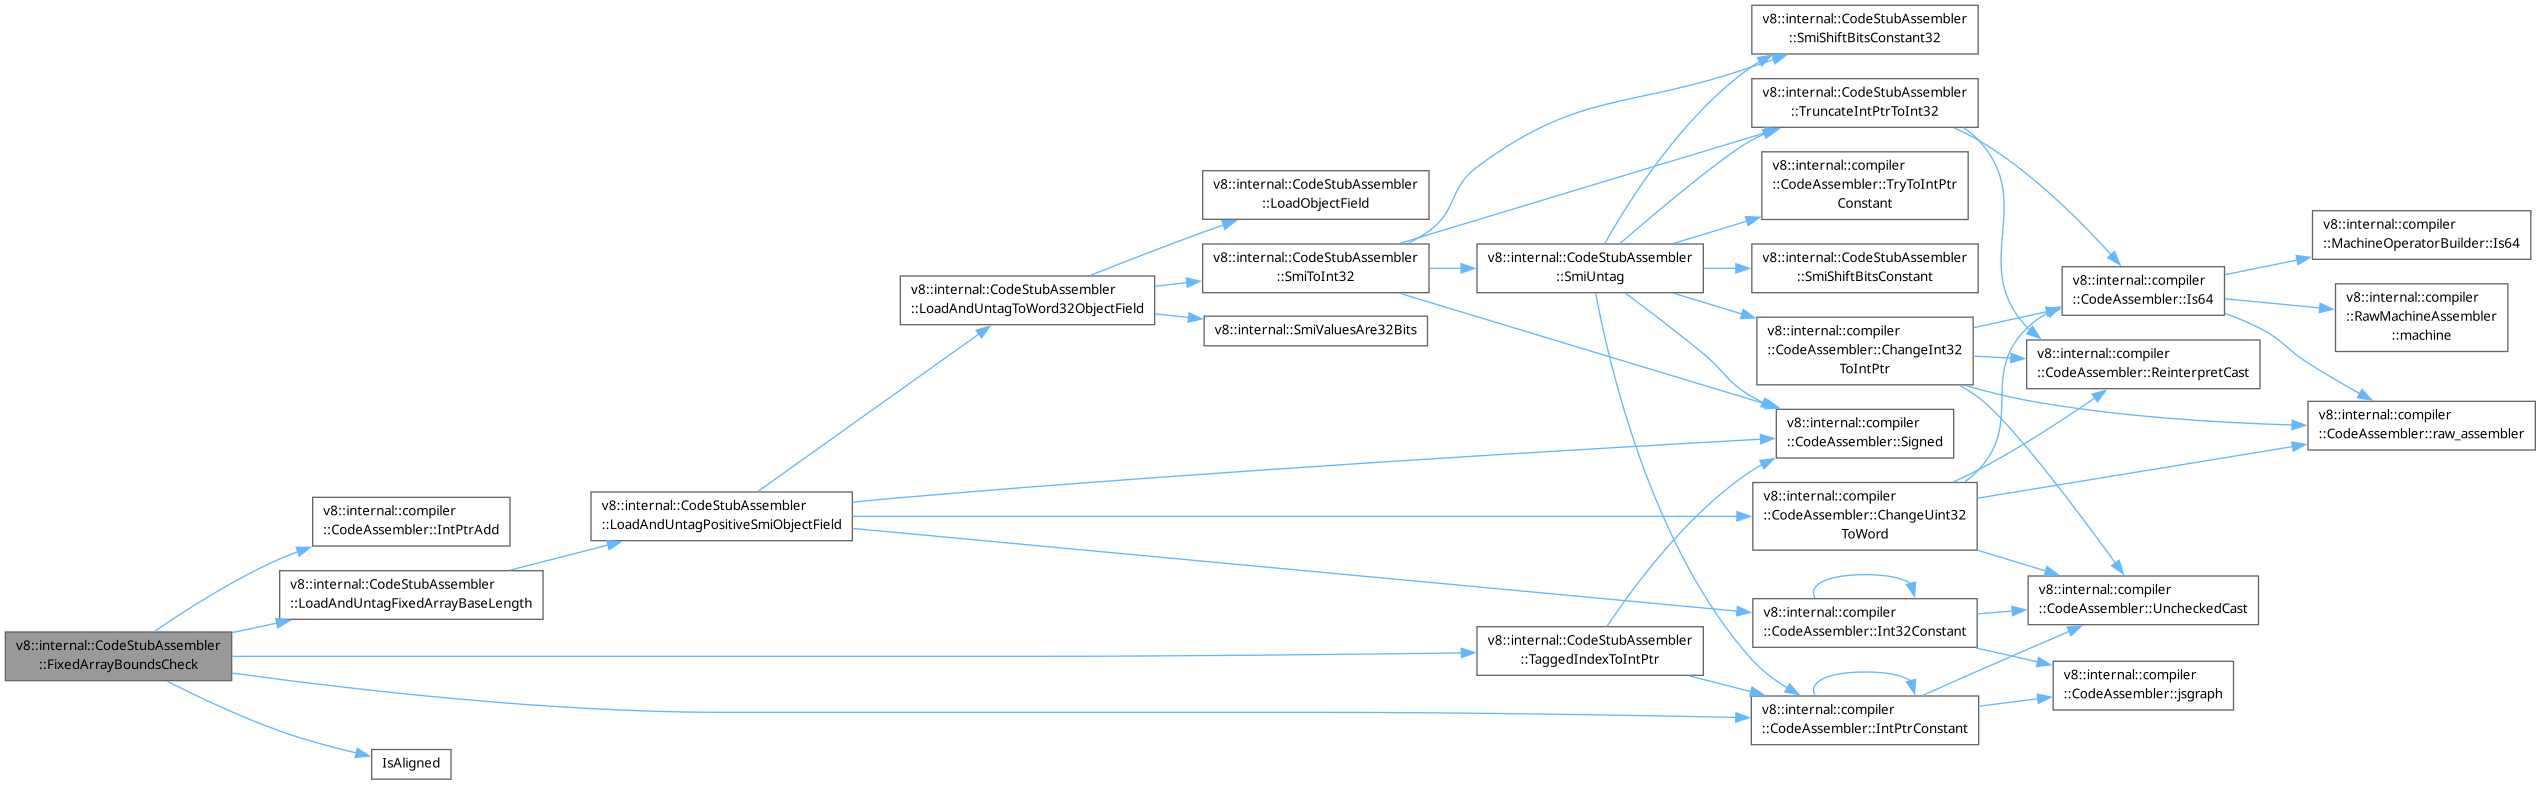 v8::internal::CodeStubAssembler
::FixedArrayBoundsCheck
v8::internal::compiler
::CodeAssembler::IntPtrAdd
v8::internal::CodeStubAssembler
::LoadAndUntagFixedArrayBaseLength
IsAligned
v8::internal::CodeStubAssembler
::LoadAndUntagPositiveSmiObjectField
v8::internal::CodeStubAssembler
::LoadAndUntagToWord32ObjectField
v8::internal::CodeStubAssembler
::LoadObjectField
v8::internal::CodeStubAssembler
::SmiToInt32
v8::internal::SmiValuesAre32Bits
v8::internal::CodeStubAssembler
::SmiUntag
v8::internal::CodeStubAssembler
::TaggedIndexToIntPtr
v8::internal::CodeStubAssembler
::SmiShiftBitsConstant32
v8::internal::CodeStubAssembler
::TruncateIntPtrToInt32
v8::internal::compiler
::CodeAssembler::TryToIntPtr
Constant
v8::internal::CodeStubAssembler
::SmiShiftBitsConstant
v8::internal::compiler
::CodeAssembler::ChangeInt32
ToIntPtr
v8::internal::compiler
::CodeAssembler::Signed
v8::internal::compiler
::CodeAssembler::ChangeUint32
ToWord
v8::internal::compiler
::CodeAssembler::Int32Constant
v8::internal::compiler
::CodeAssembler::IntPtrConstant
v8::internal::compiler
::CodeAssembler::Is64
v8::internal::compiler
::CodeAssembler::ReinterpretCast
v8::internal::compiler
::CodeAssembler::UncheckedCast
v8::internal::compiler
::CodeAssembler::jsgraph
v8::internal::compiler
::MachineOperatorBuilder::Is64
v8::internal::compiler
::RawMachineAssembler
::machine
v8::internal::compiler
::CodeAssembler::raw_assembler